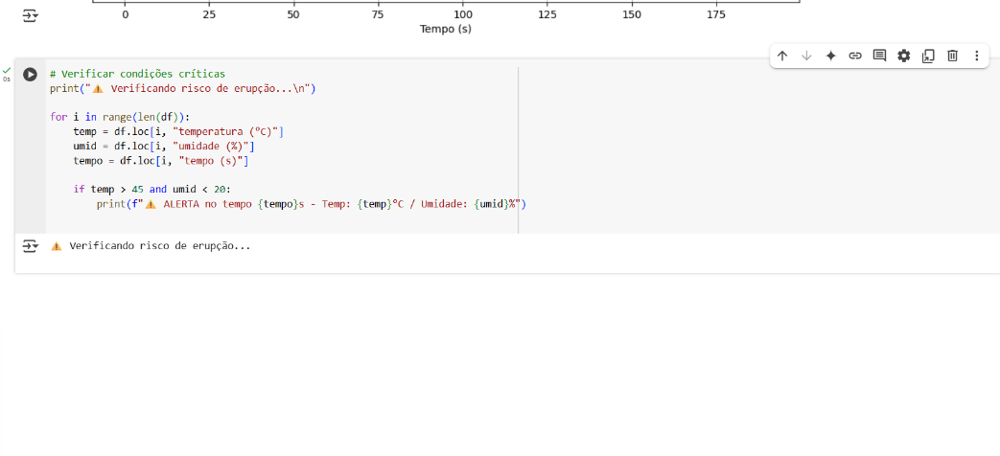 0 25 50 75 100 125 150 175
Tempo (s)
0s
# Verificar condições críticas
print("⚠️ Verificando risco de erupção...\n")
for i in range(len(df)):
    temp = df.loc[i, "temperatura (°C)"]
    umid = df.loc[i, "umidade (%)"]
    tempo = df.loc[i, "tempo (s)"]
    if temp > 45 and umid < 20:
        print(f"⚠️ ALERTA no tempo {tempo}s - Temp: {temp}°C / Umidade: {umid}%")
⚠️ Verificando risco de erupção...